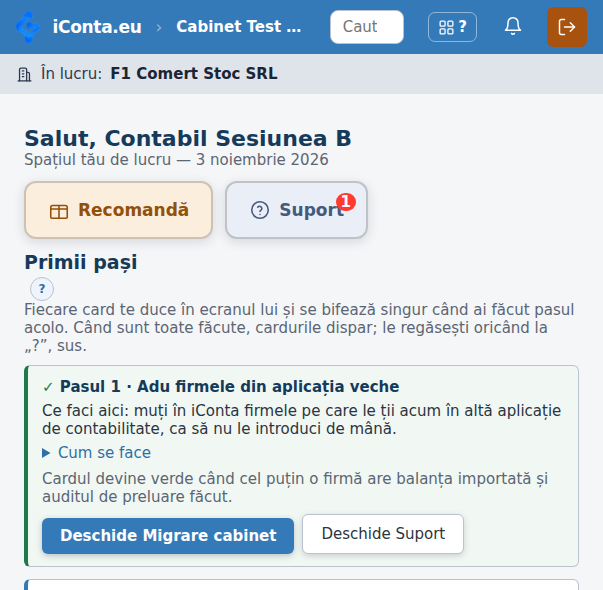 iConta.eu › Cabinet Test ... Caut ?
În lucru: F1 Comert Stoc SRL
Salut, Contabil Sesiunea B
Spațiul tău de lucru — 3 noiembrie 2026
Recomandă Suport 1
Primii pași
?
Fiecare card te duce în ecranul lui și se bifează singur când ai făcut pasul
acolo. Când sunt toate făcute, cardurile dispar; le regăsești oricând la
„?”, sus.
✓ Pasul 1 · Adu firmele din aplicația veche
Ce faci aici: muți în iConta firmele pe care le ții acum în altă aplicație
de contabilitate, ca să nu le introduci de mână.
Cum se face
Cardul devine verde când cel puțin o firmă are balanța importată și
auditul de preluare făcut.
Deschide Migrare cabinet Deschide Suport